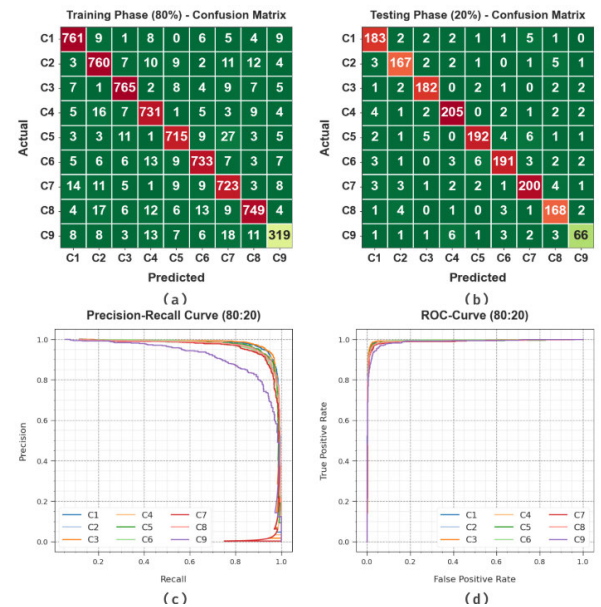 Training Phase (80%) - Confusion Matrix
Actual
C1 761 9 1 8 0 6 5 4 9
C2 3 760 7 10 9 2 11 12 4
C3 7 1 765 2 8 4 9 7 5
C4 5 16 7 731 1 5 3 9 4
C5 3 3 11 1 715 9 27 3 5
C6 5 6 6 13 9 733 7 3 7
C7 14 11 5 1 9 9 723 3 8
C8 4 17 6 12 6 13 9 749 4
C9 8 8 3 13 7 6 18 11 319
C1 C2 C3 C4 C5 C6 C7 C8 C9
Predicted
(a)
Testing Phase (20%) - Confusion Matrix
Actual
C1 183 2 2 2 1 1 5 1 0
C2 3 167 2 2 0 1 1 5 1
C3 1 2 182 0 1 2 1 2 2
C4 4 1 2 205 0 2 1 2 2
C5 2 1 5 0 192 4 6 1 1
C6 3 1 0 3 6 191 3 2 2
C7 3 3 1 2 2 1 200 4 1
C8 1 4 0 1 0 3 1 168 2
C9 1 1 1 6 1 3 2 3 66
C1 C2 C3 C4 C5 C6 C7 C8 C9
Predicted
(b)
Precision-Recall Curve (80:20)
Precision
1.0
0.8
0.6
0.4
0.2
0.0
C1 C4 C7
C2 C5 C8
C3 C6 C9
0.2 0.4 0.6 0.8 1.0
Recall
(c)
ROC-Curve (80:20)
True Positive Rate
1.0
0.8
0.6
0.4
0.2
0.0
C1 C4 C7
C2 C5 C8
C3 C6 C9
0.0 0.2 0.4 0.6 0.8 1.0
False Positive Rate
(d)